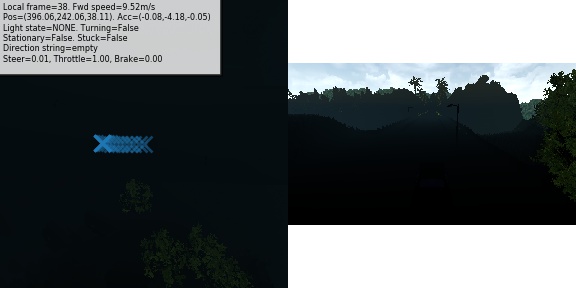 Local frame=38. Fwd speed=9.52m/s
Pos=(396.06,242.06,38.11). Acc=(-0.08,-4.18,-0.05)
Light state=NONE. Turning=False
Stationary=False. Stuck=False
Direction string=empty
Steer=0.01, Throttle=1.00, Brake=0.00